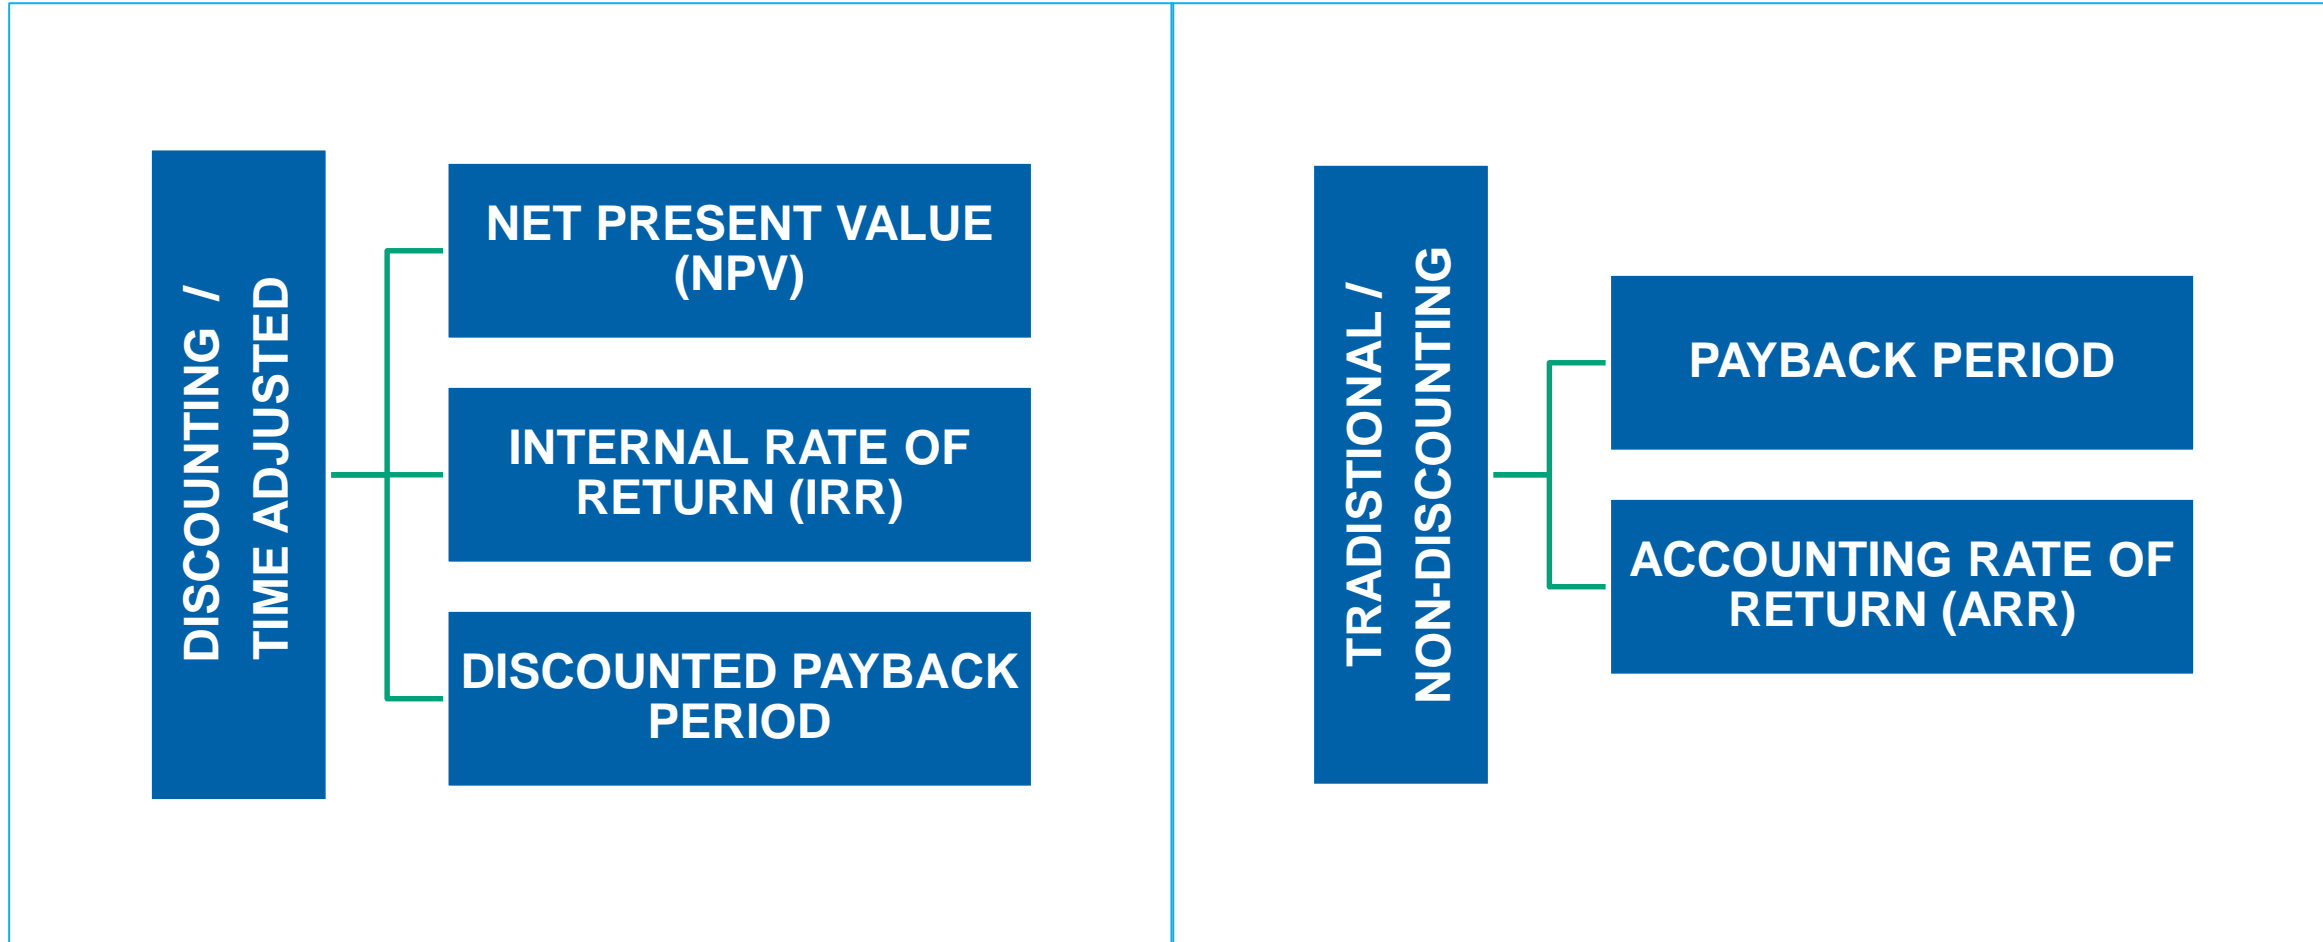 DISCOUNTING /
TIME ADJUSTED
NET PRESENT VALUE
(NPV)
INTERNAL RATE OF
RETURN (IRR)
DISCOUNTED PAYBACK
PERIOD
TRADISTIONAL /
NON-DISCOUNTING
PAYBACK PERIOD
ACCOUNTING RATE OF
RETURN (ARR)